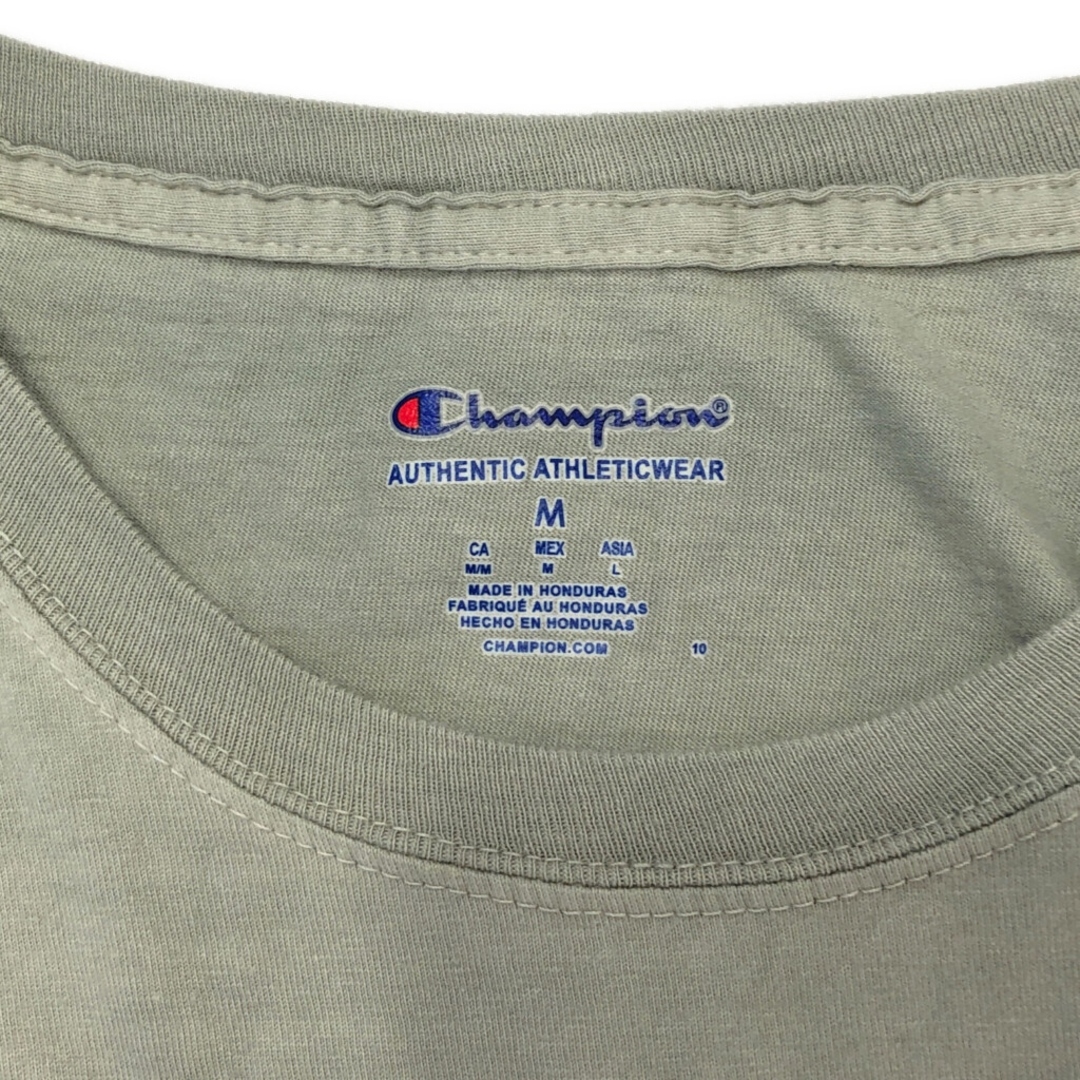 Champion®
AUTHENTIC ATHLETICWEAR
M
CA MEX ASIA
M/M M L
MADE IN HONDURAS
FABRIQUÉ AU HONDURAS
HECHO EN HONDURAS
CHAMPION.COM 10